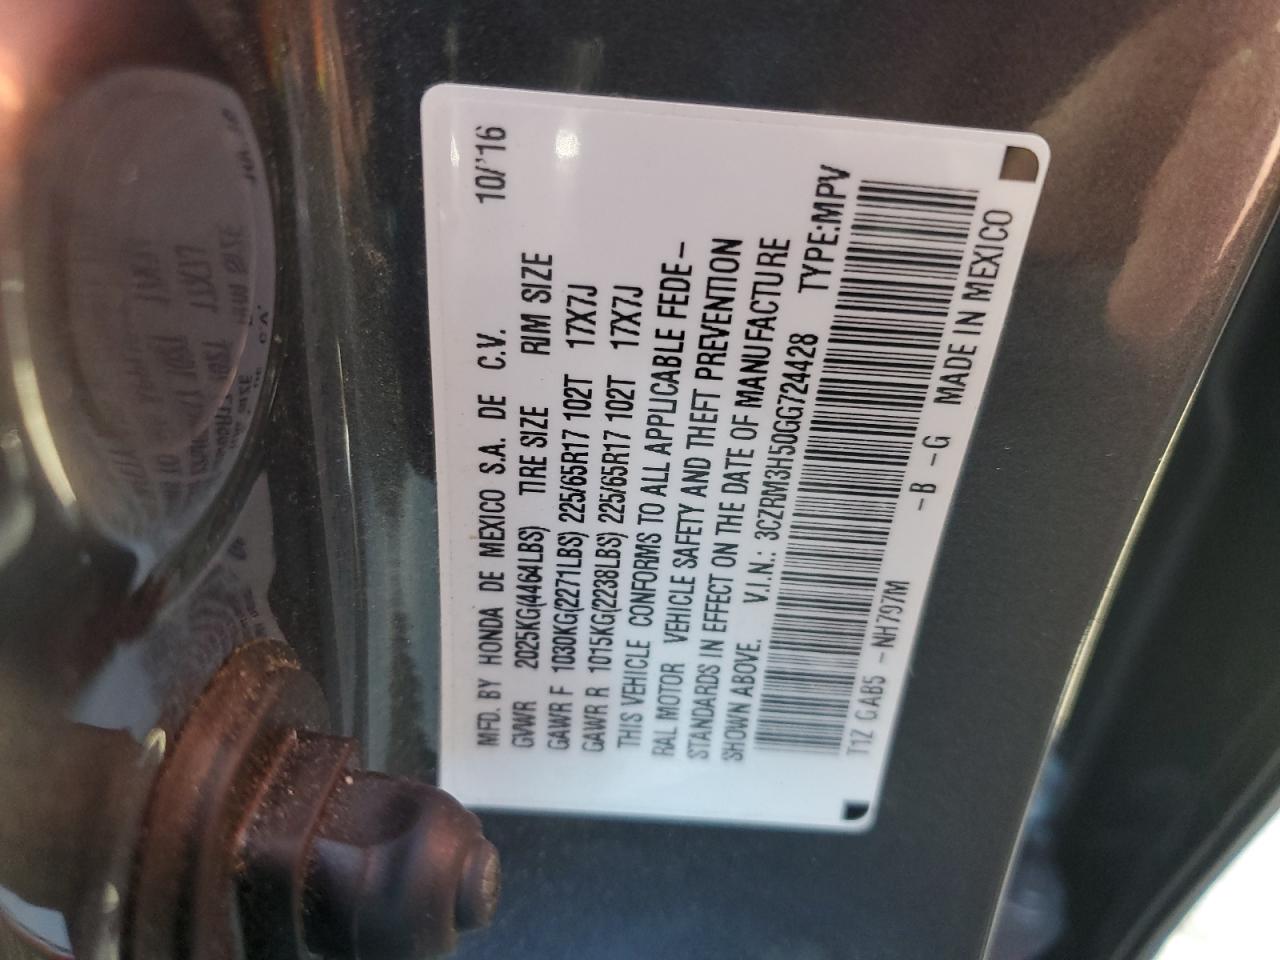 MFD. BY HONDA DE MEXICO S.A. DE C.V. 10/'16
GVWR 2025KG(4464LBS) TIRE SIZE RIM SIZE
GAWR F 1030KG(2271LBS) 225/65R17 102T 17X7J
GAWR R 1015KG(2238LBS) 225/65R17 102T 17X7J
THIS VEHICLE CONFORMS TO ALL APPLICABLE FEDE-
RAL MOTOR VEHICLE SAFETY AND THEFT PREVENTION
STANDARDS IN EFFECT ON THE DATE OF MANUFACTURE
SHOWN ABOVE. V.I.N.: 3CZRM3H50GG724428 TYPE:MPV
T1Z GAB5 -NH797M -B -G MADE IN MEXICO